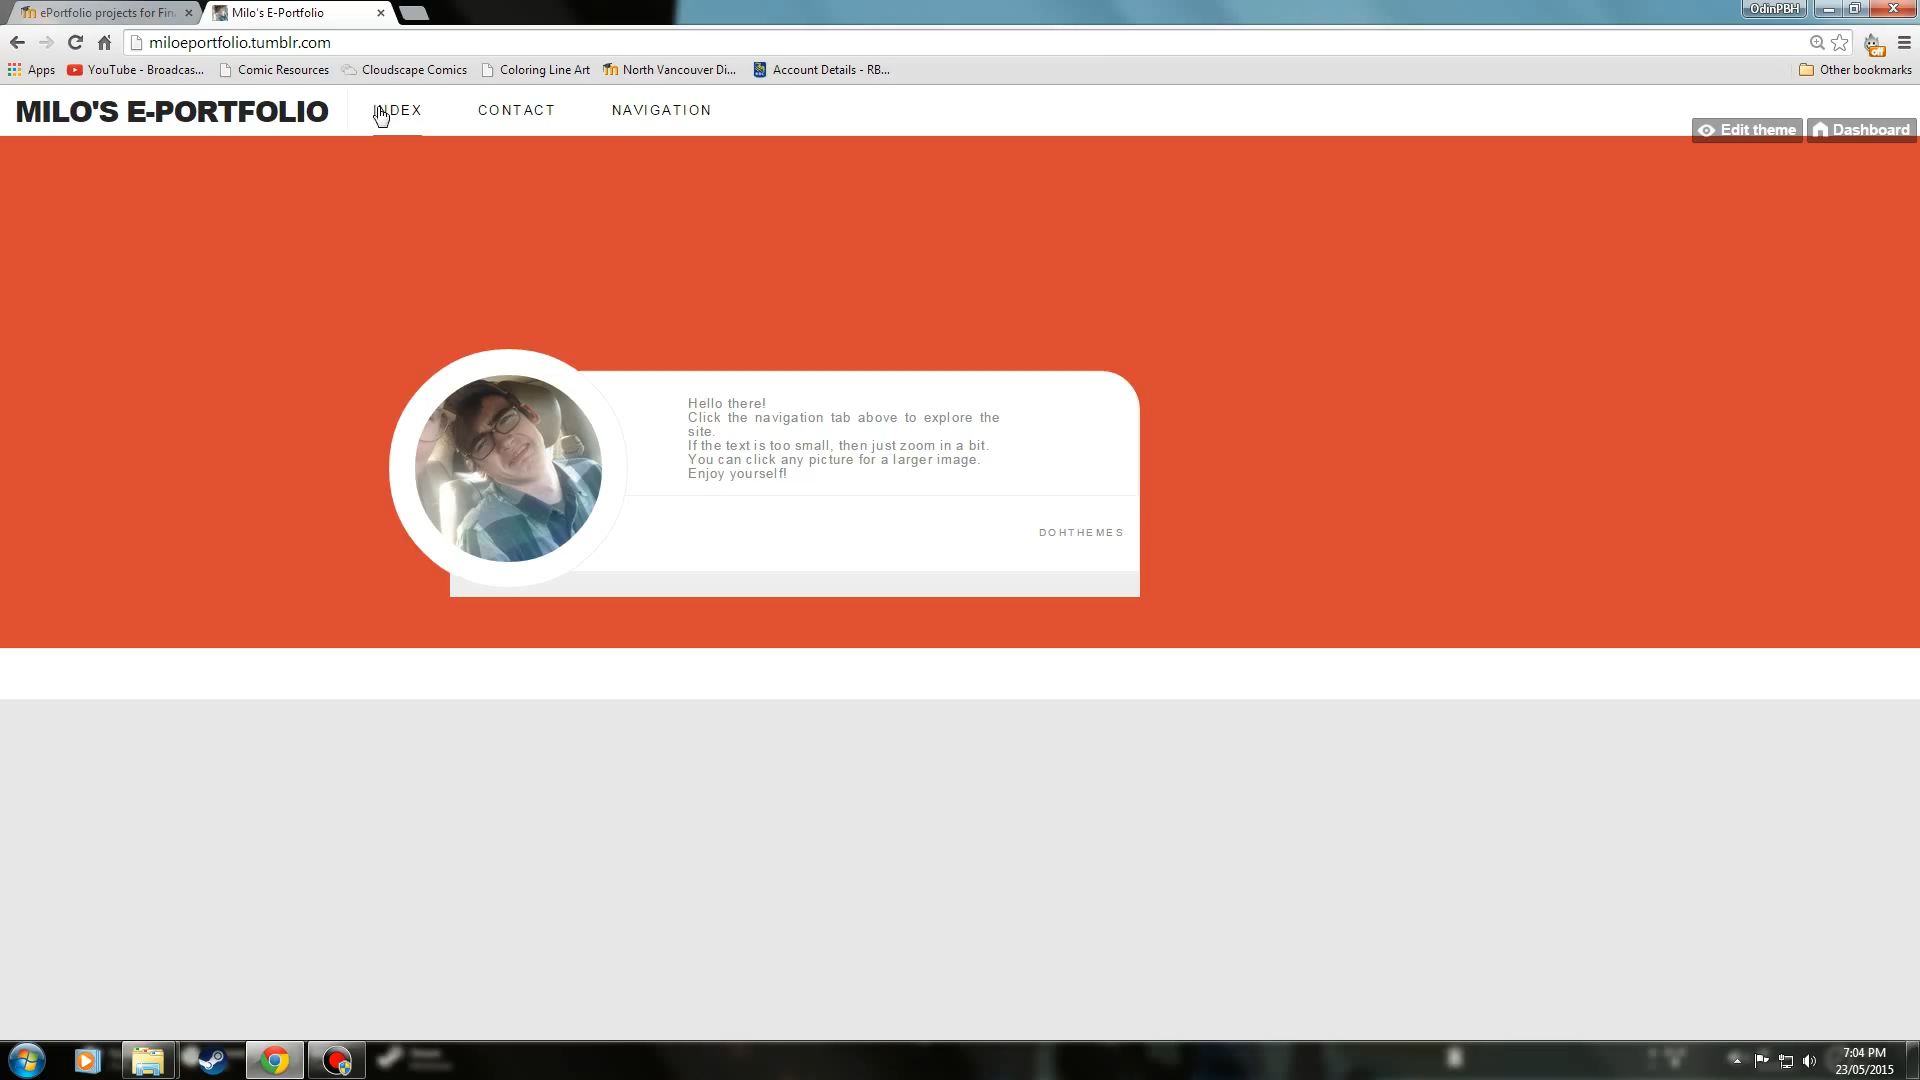 ePortfolio projects for Fin
Milo's E-Portfolio
OdinPBH
miloeportfolio.tumblr.com
Apps
YouTube - Broadcas...
Comic Resources
Cloudscape Comics
Coloring Line Art
North Vancouver Di...
Account Details - RB...
Other bookmarks
MILO'S E-PORTFOLIO
INDEX
CONTACT
NAVIGATION
Edit theme
Dashboard
Hello there!
Click the navigation tab above to explore the
site.
If the text is too small, then just zoom in a bit.
You can click any picture for a larger image.
Enjoy yourself!
DOHTHEMES
7:04 PM
23/05/2015